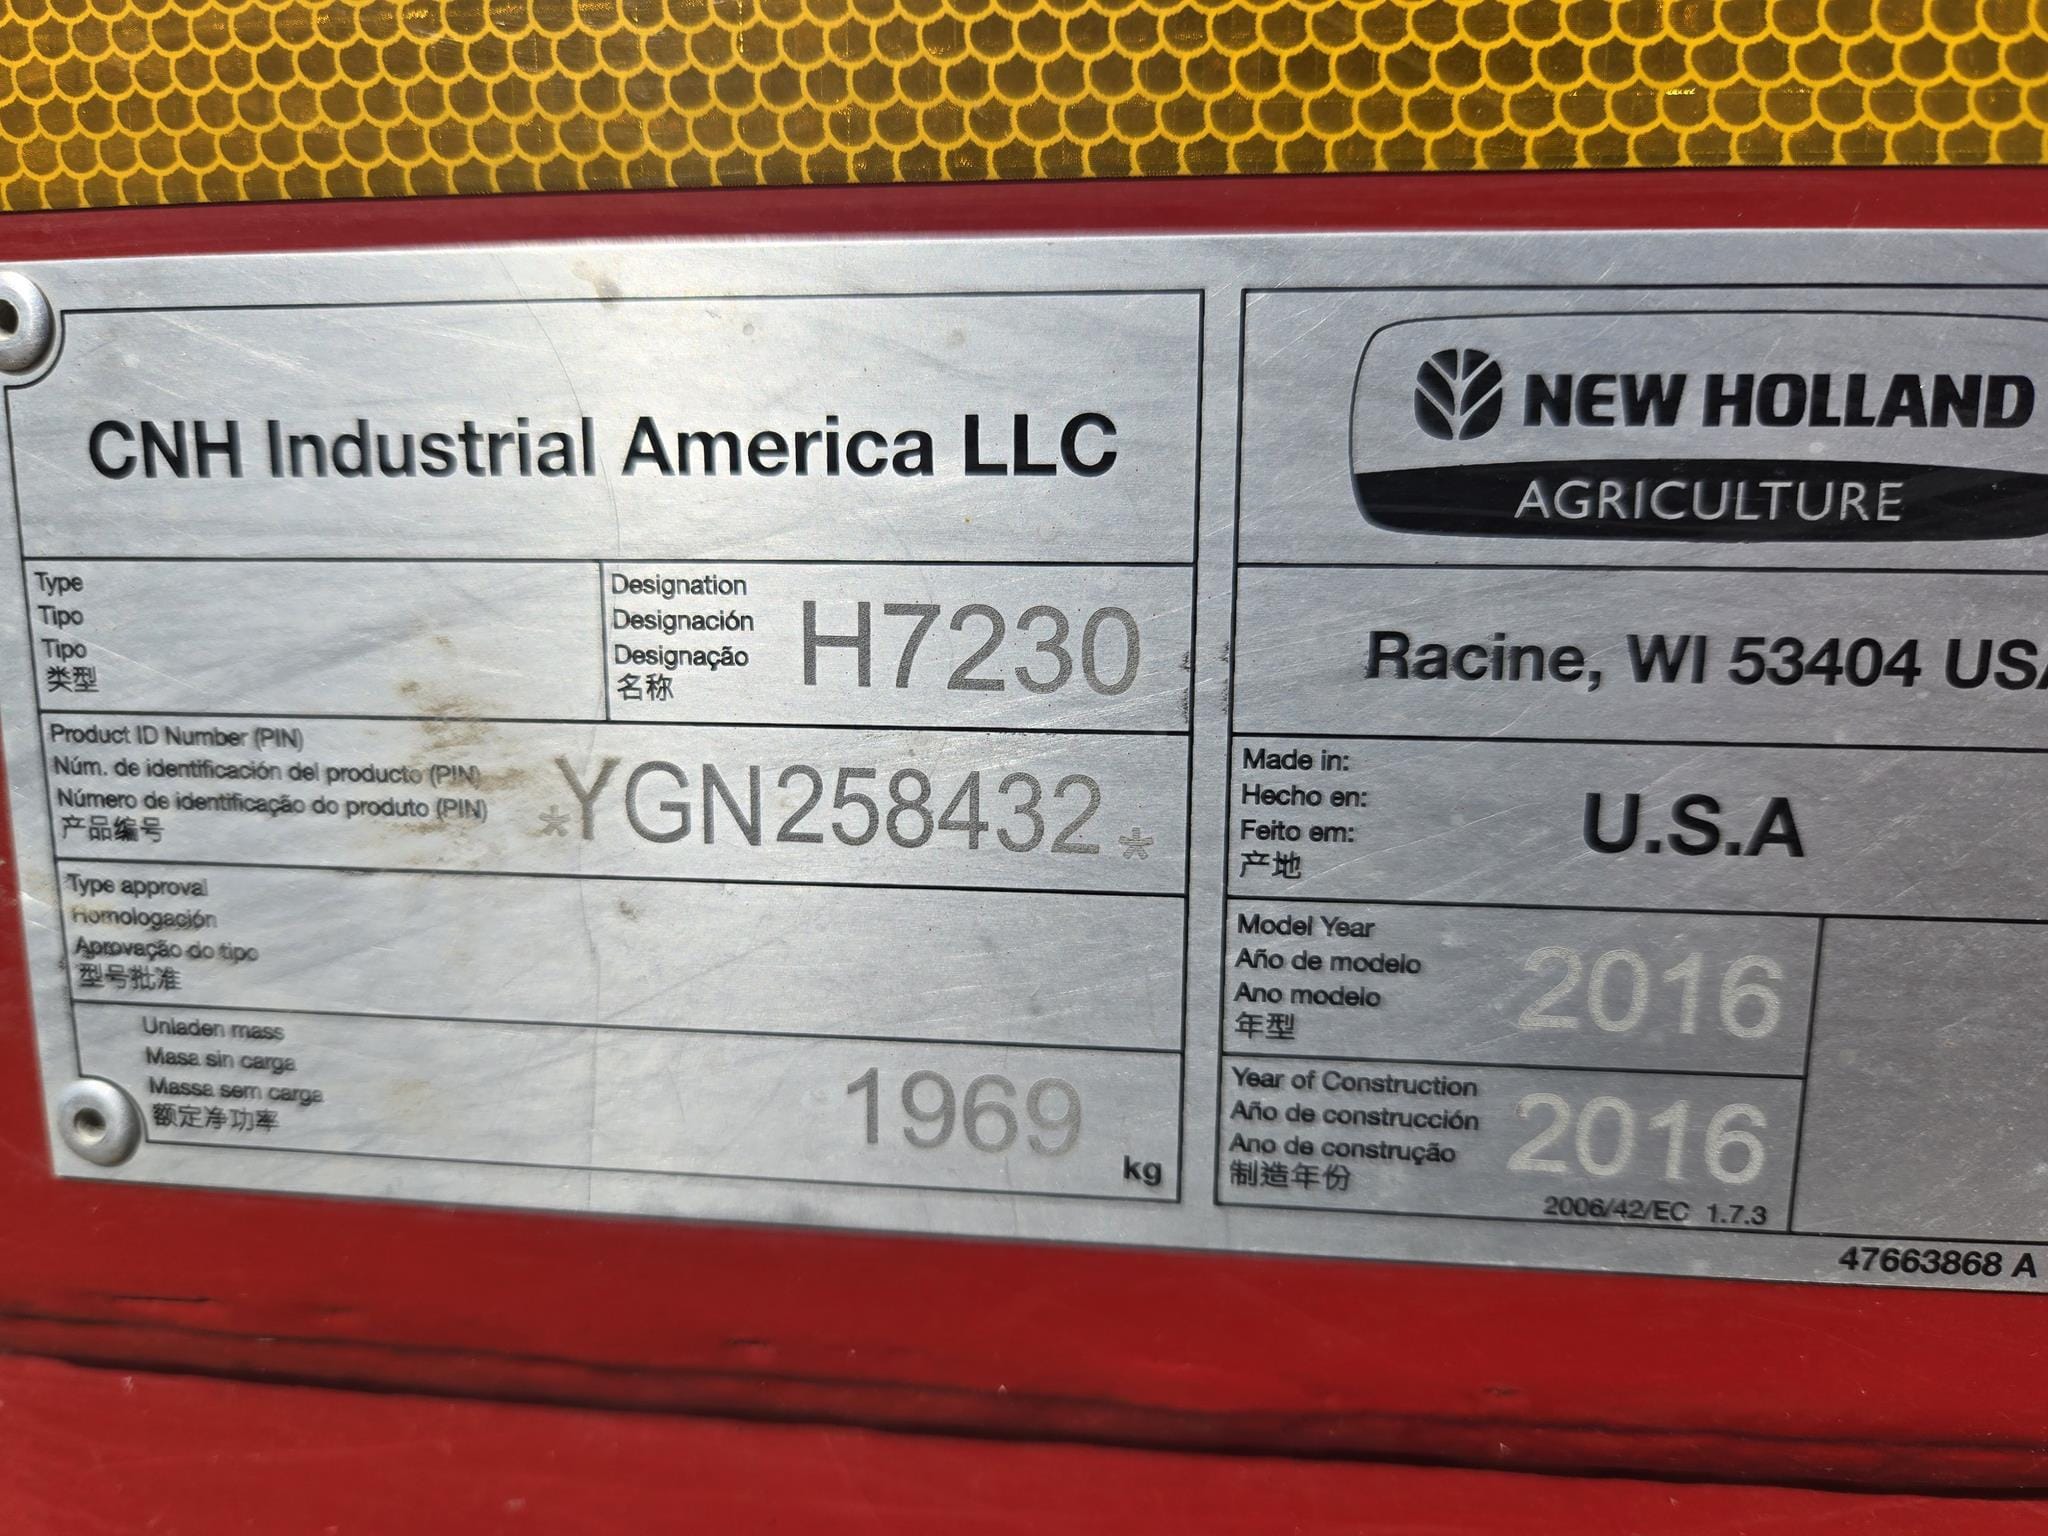 CNH Industrial America LLC
Type
Tipo
Tipo
类型
Designation
Designación
Designação
名称
H7230
Product ID Number (PIN)
Núm. de identificación del producto (PIN)
Número de identificação do produto (PIN)
产品编号
*YGN258432*
Type approval
Homologación
Aprovação do tipo
型号批准
Unladen mass
Masa sin carga
Massa sem carga
额定净功率
1969
kg
NEW HOLLAND
AGRICULTURE
Racine, WI 53404 USA
Made in:
Hecho en:
Feito em:
产地
U.S.A
Model Year
Año de modelo
Ano modelo
年型
2016
Year of Construction
Año de construcción
Ano de construção
制造年份
2016
2006/42/EC 1.7.3
47663868 A